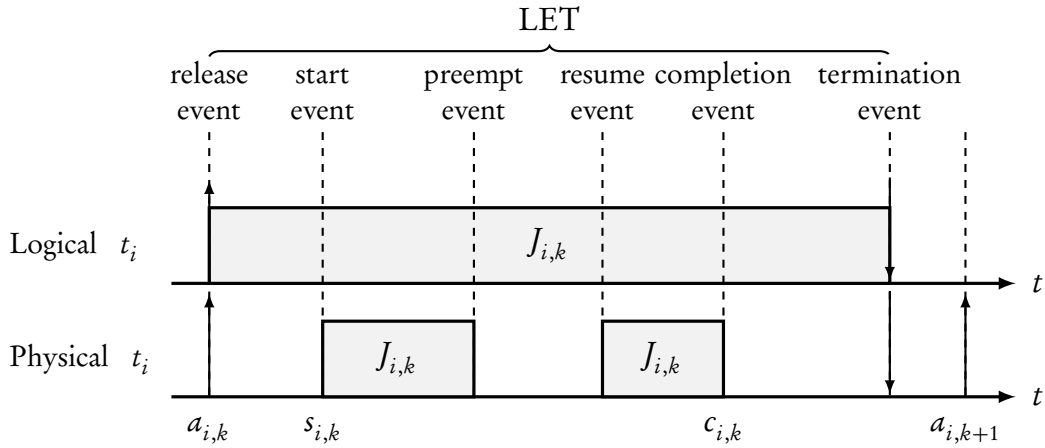 LET
release start preempt resume completion termination
event event event event event event
Logical t_i J_{i,k} t
Physical t_i J_{i,k} J_{i,k} t
a_{i,k} s_{i,k} c_{i,k} a_{i,k+1}